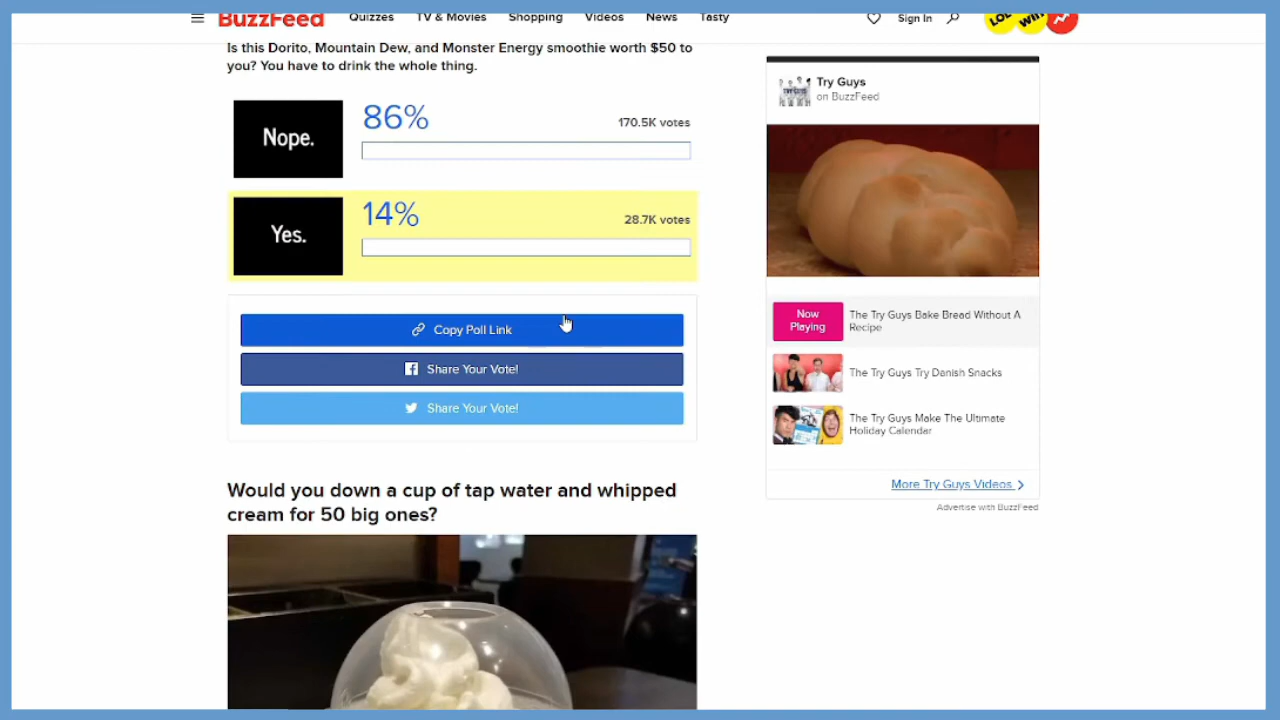 BuzzFeed
Quizzes
TV & Movies
Shopping
Videos
News
Tasty
Sign In
LOL
WIN
Is this Dorito, Mountain Dew, and Monster Energy smoothie worth $50 to
you? You have to drink the whole thing.
Nope.
86%
170.5K votes
Yes.
14%
28.7K votes
Copy Poll Link
Share Your Vote!
Share Your Vote!
Would you down a cup of tap water and whipped
cream for 50 big ones?
Try Guys
on BuzzFeed
Now
Playing
The Try Guys Bake Bread Without A
Recipe
The Try Guys Try Danish Snacks
The Try Guys Make The Ultimate
Holiday Calendar
More Try Guys Videos
Advertise with BuzzFeed